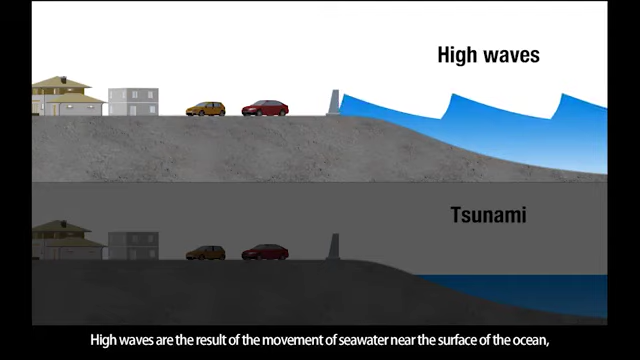 High waves
Tsunami
High waves are the result of the movement of seawater near the surface of the ocean,